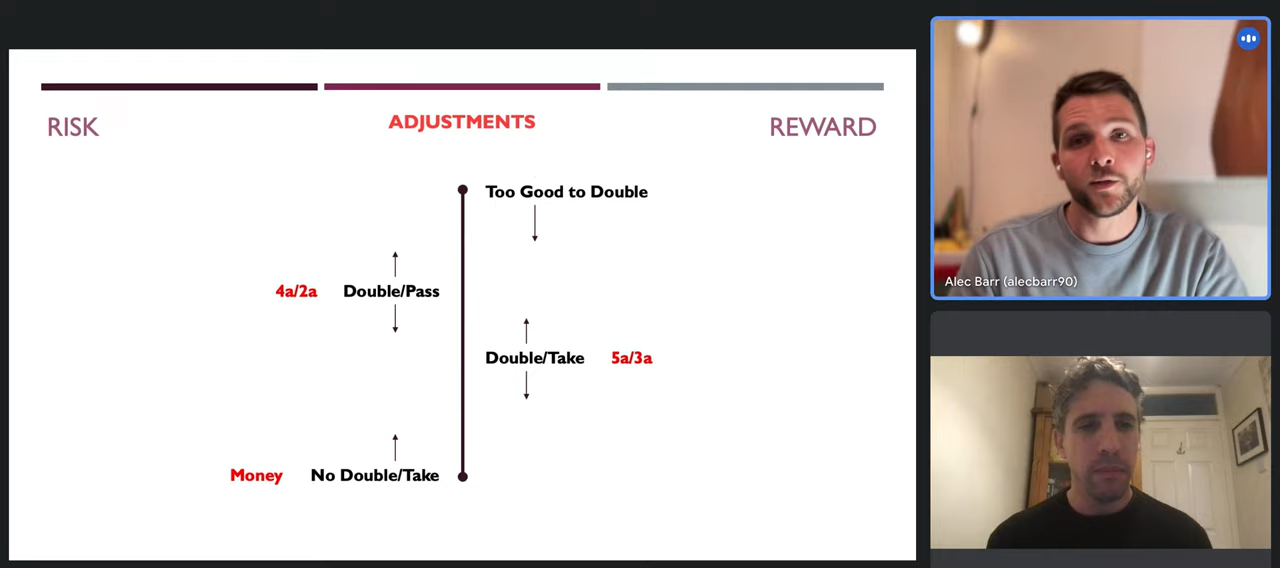 RISK
ADJUSTMENTS
REWARD
Too Good to Double
4a/2a Double/Pass
Double/Take 5a/3a
Money No Double/Take
Alec Barr (alecbarr90)